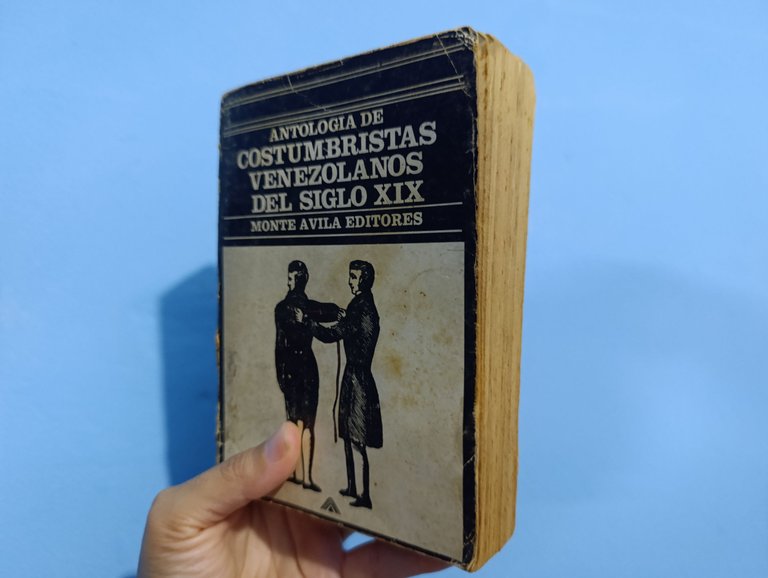 ANTOLOGIA DE
COSTUMBRISTAS
VENEZOLANOS
DEL SIGLO XIX
MONTE AVILA EDITORES